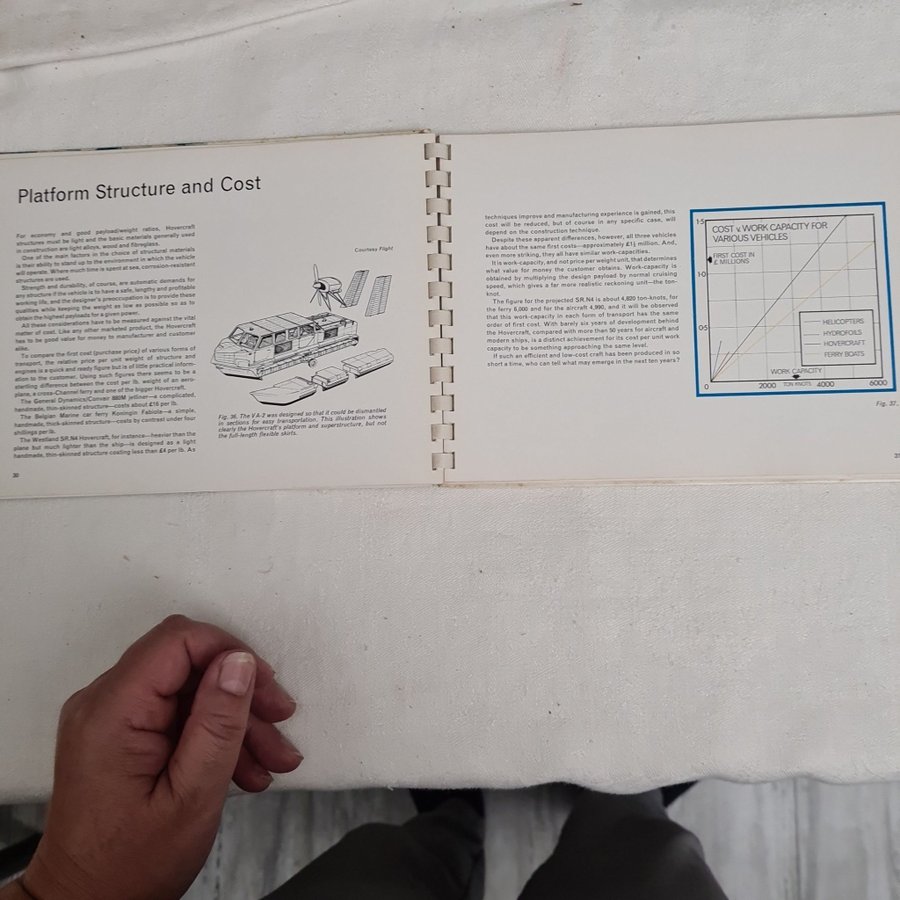 Platform Structure and Cost
For economy and good payload/weight ratios, Hovercraft
structures must be light and the basic materials generally used
in construction are light alloys, wood and fibreglass.
One of the main factors in the choice of structural materials
is their ability to stand up to the environment in which the vehicle
will operate. Where much time is spent at sea, corrosion-resistant
structures are used.
Strength and durability, of course, are automatic demands for
any structure if the vehicle is to have a safe, lengthy and profitable
working life, and the designer's preoccupation is to provide these
qualities while keeping the weight as low as possible so as to
obtain the highest payloads for a given power.
All these considerations have to be measured against the vital
matter of cost. Like any other marketed product, the Hovercraft
has to be good value for money to manufacturer and customer
alike.
To compare the first cost (purchase price) of various forms of
transport, the relative price per unit weight of structure and
engines is a quick and ready figure but is of little practical inform-
ation to the customer. Using such figures there seems to be a
startling difference between the cost per lb. weight of an aero-
plane, a cross-Channel ferry and one of the bigger Hovercraft.
The General Dynamics/Convair 880M jetliner—a complicated,
handmade, thin-skinned structure—costs about £16 per lb.
The Belgian Marine car ferry Koningin Fabiola—a simple,
handmade, thick-skinned structure—costs by contrast under four
shillings per lb.
The Westland SR.N4 Hovercraft, for instance—heavier than the
plane but much lighter than the ship—is designed as a light
handmade, thin-skinned structure costing less than £4 per lb. As
30
Courtesy Flight
Fig. 36. The VA-2 was designed so that it could be dismantled
in sections for easy transportation. This illustration shows
clearly the Hovercraft's platform and superstructure, but not
the full-length flexible skirts.
techniques improve and manufacturing experience is gained, this
cost will be reduced, but of course in any specific case, will
depend on the construction technique.
Despite these apparent differences, however, all three vehicles
have about the same first costs—approximately £1½ million. And,
even more striking, they all have similar work-capacities.
It is work-capacity, and not price per weight unit, that determines
what value for money the customer obtains. Work-capacity is
obtained by multiplying the design payload by normal cruising
speed, which gives a far more realistic reckoning unit—the ton-
knot.
The figure for the projected SR.N4 is about 4,820 ton-knots, for
the ferry 5,000 and for the aircraft 4,990, and it will be observed
that this work-capacity in each form of transport has the same
order of first cost. With barely six years of development behind
the Hovercraft, compared with more than 50 years for aircraft and
modern ships, is a distinct achievement for its cost per unit work
capacity to be something approaching the same level.
If such an efficient and low-cost craft has been produced in so
short a time, who can tell what may emerge in the next ten years?
COST v. WORK CAPACITY FOR
VARIOUS VEHICLES
FIRST COST IN
£ MILLIONS
1·5
1·0
0·5
HELICOPTERS
HYDROFOILS
HOVERCRAFT
FERRY BOATS
WORK CAPACITY
TON KNOTS
0 2000 4000 6000
Fig. 37.